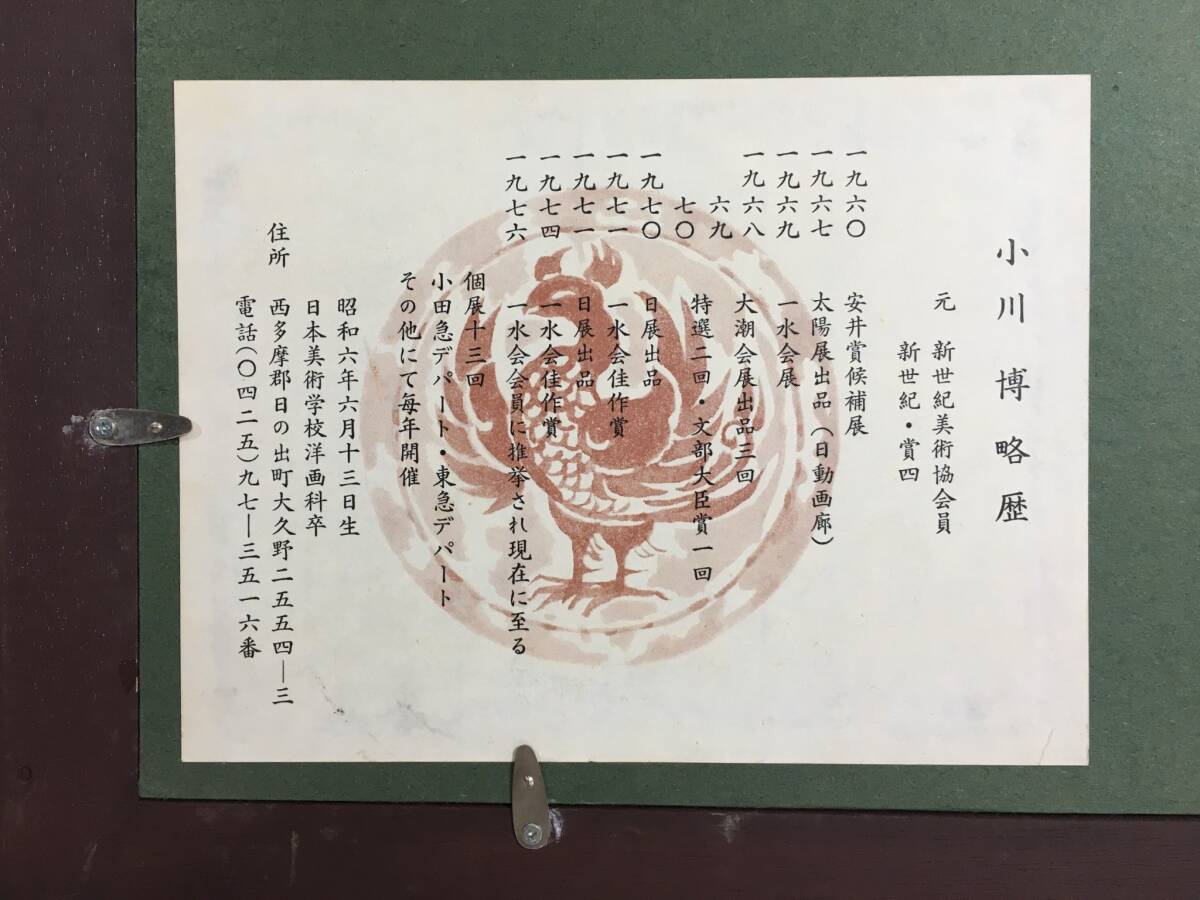 小川博略歴
元 新世紀美術協会員
新世紀・賞四
一九六〇 安井賞候補展
一九六七 太陽展出品（日動画廊）
一九六九 一水会展
一九六八 大潮会展出品三回
六九 特選二回・文部大臣賞一回
七〇
一九七〇 日展出品
一九七一 一水会佳作賞
一九七一 日展出品
一九七四 一水会佳作賞
一九七六 一水会会員に推挙され現在に至る
個展十三回
小田急デパート・東急デパート
その他にて毎年開催
昭和六年六月十三日生
日本美術学校洋画科卒
住所 西多摩郡日の出町大久野二五五四―三
電話（〇四二五）九七―三五一六番